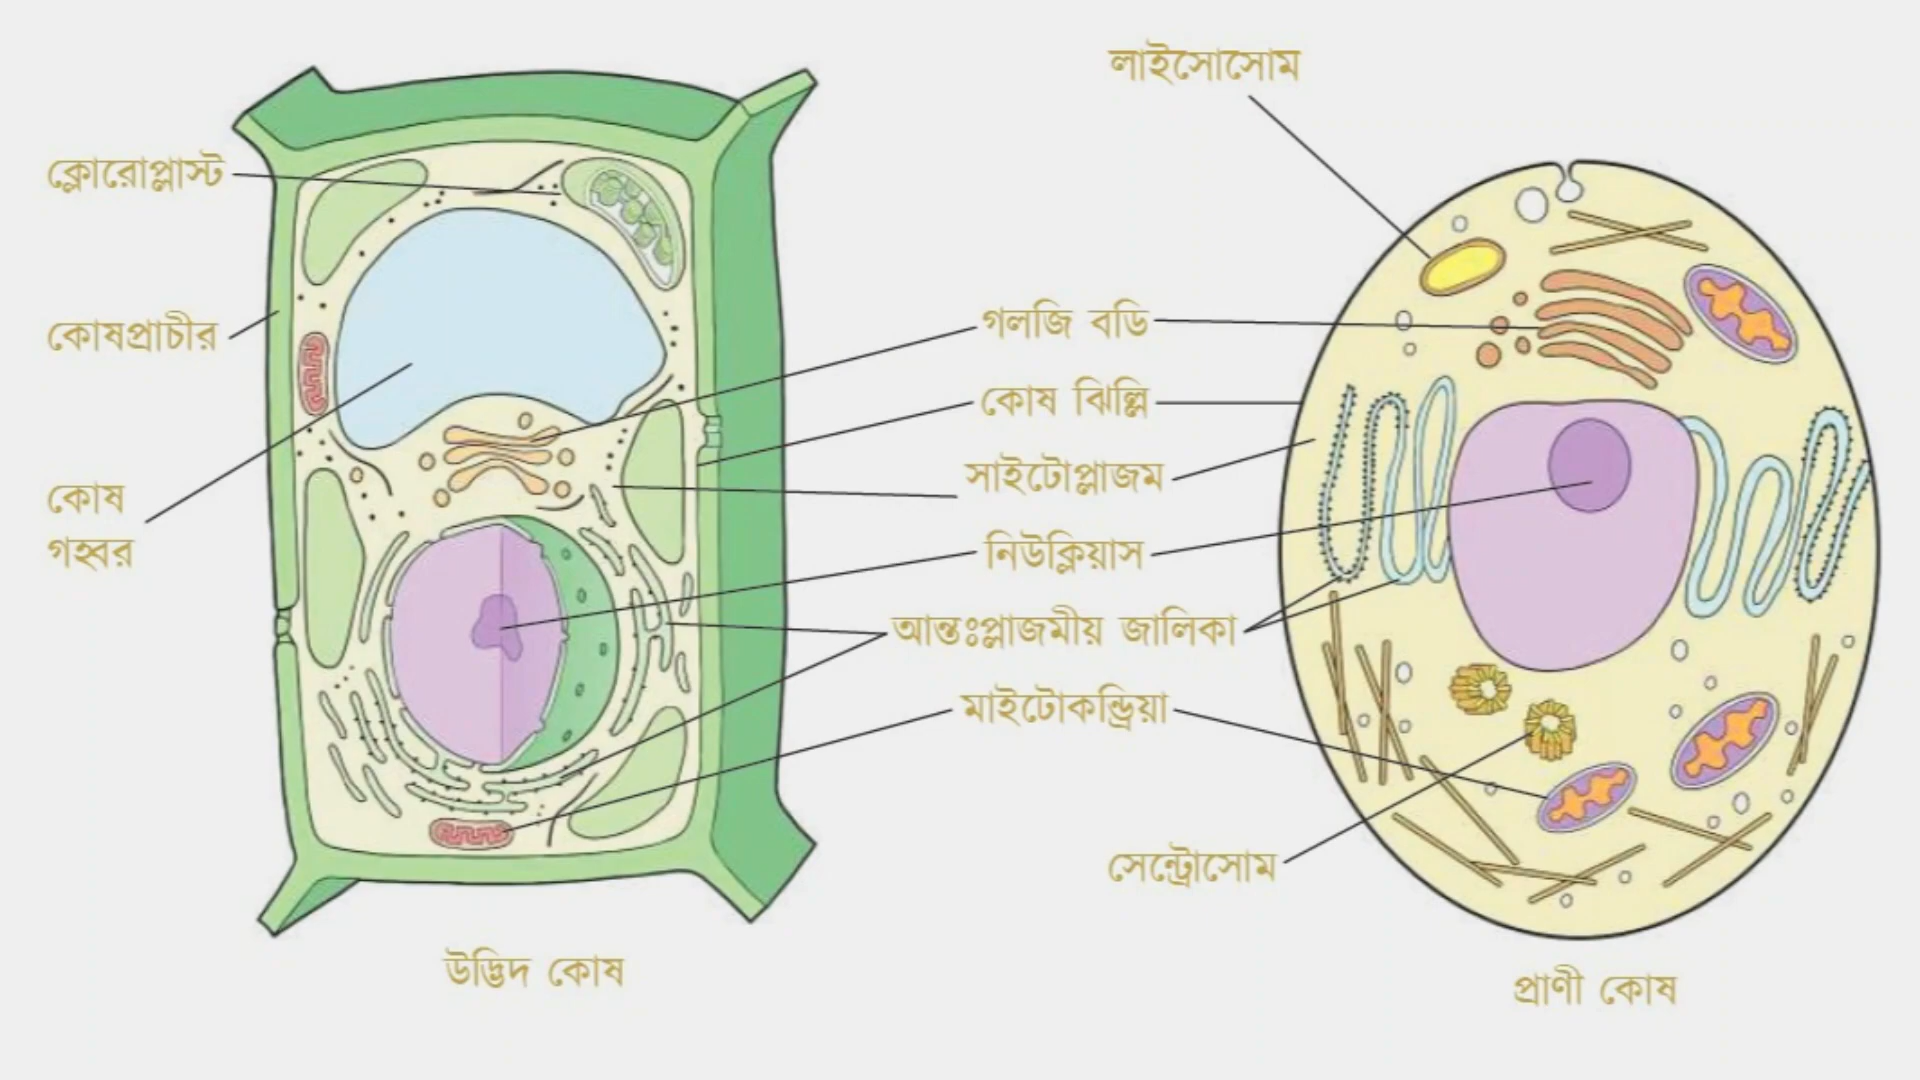 লাইসোসোম
ক্লোরোপ্লাস্ট
কোষপ্রাচীর
কোষ
গহ্বর
গলজি বডি
কোষ ঝিল্লি
সাইটোপ্লাজম
নিউক্লিয়াস
আন্তঃপ্লাজমীয় জালিকা
মাইটোকন্ড্রিয়া
সেন্ট্রোসোম
উদ্ভিদ কোষ
প্রাণী কোষ